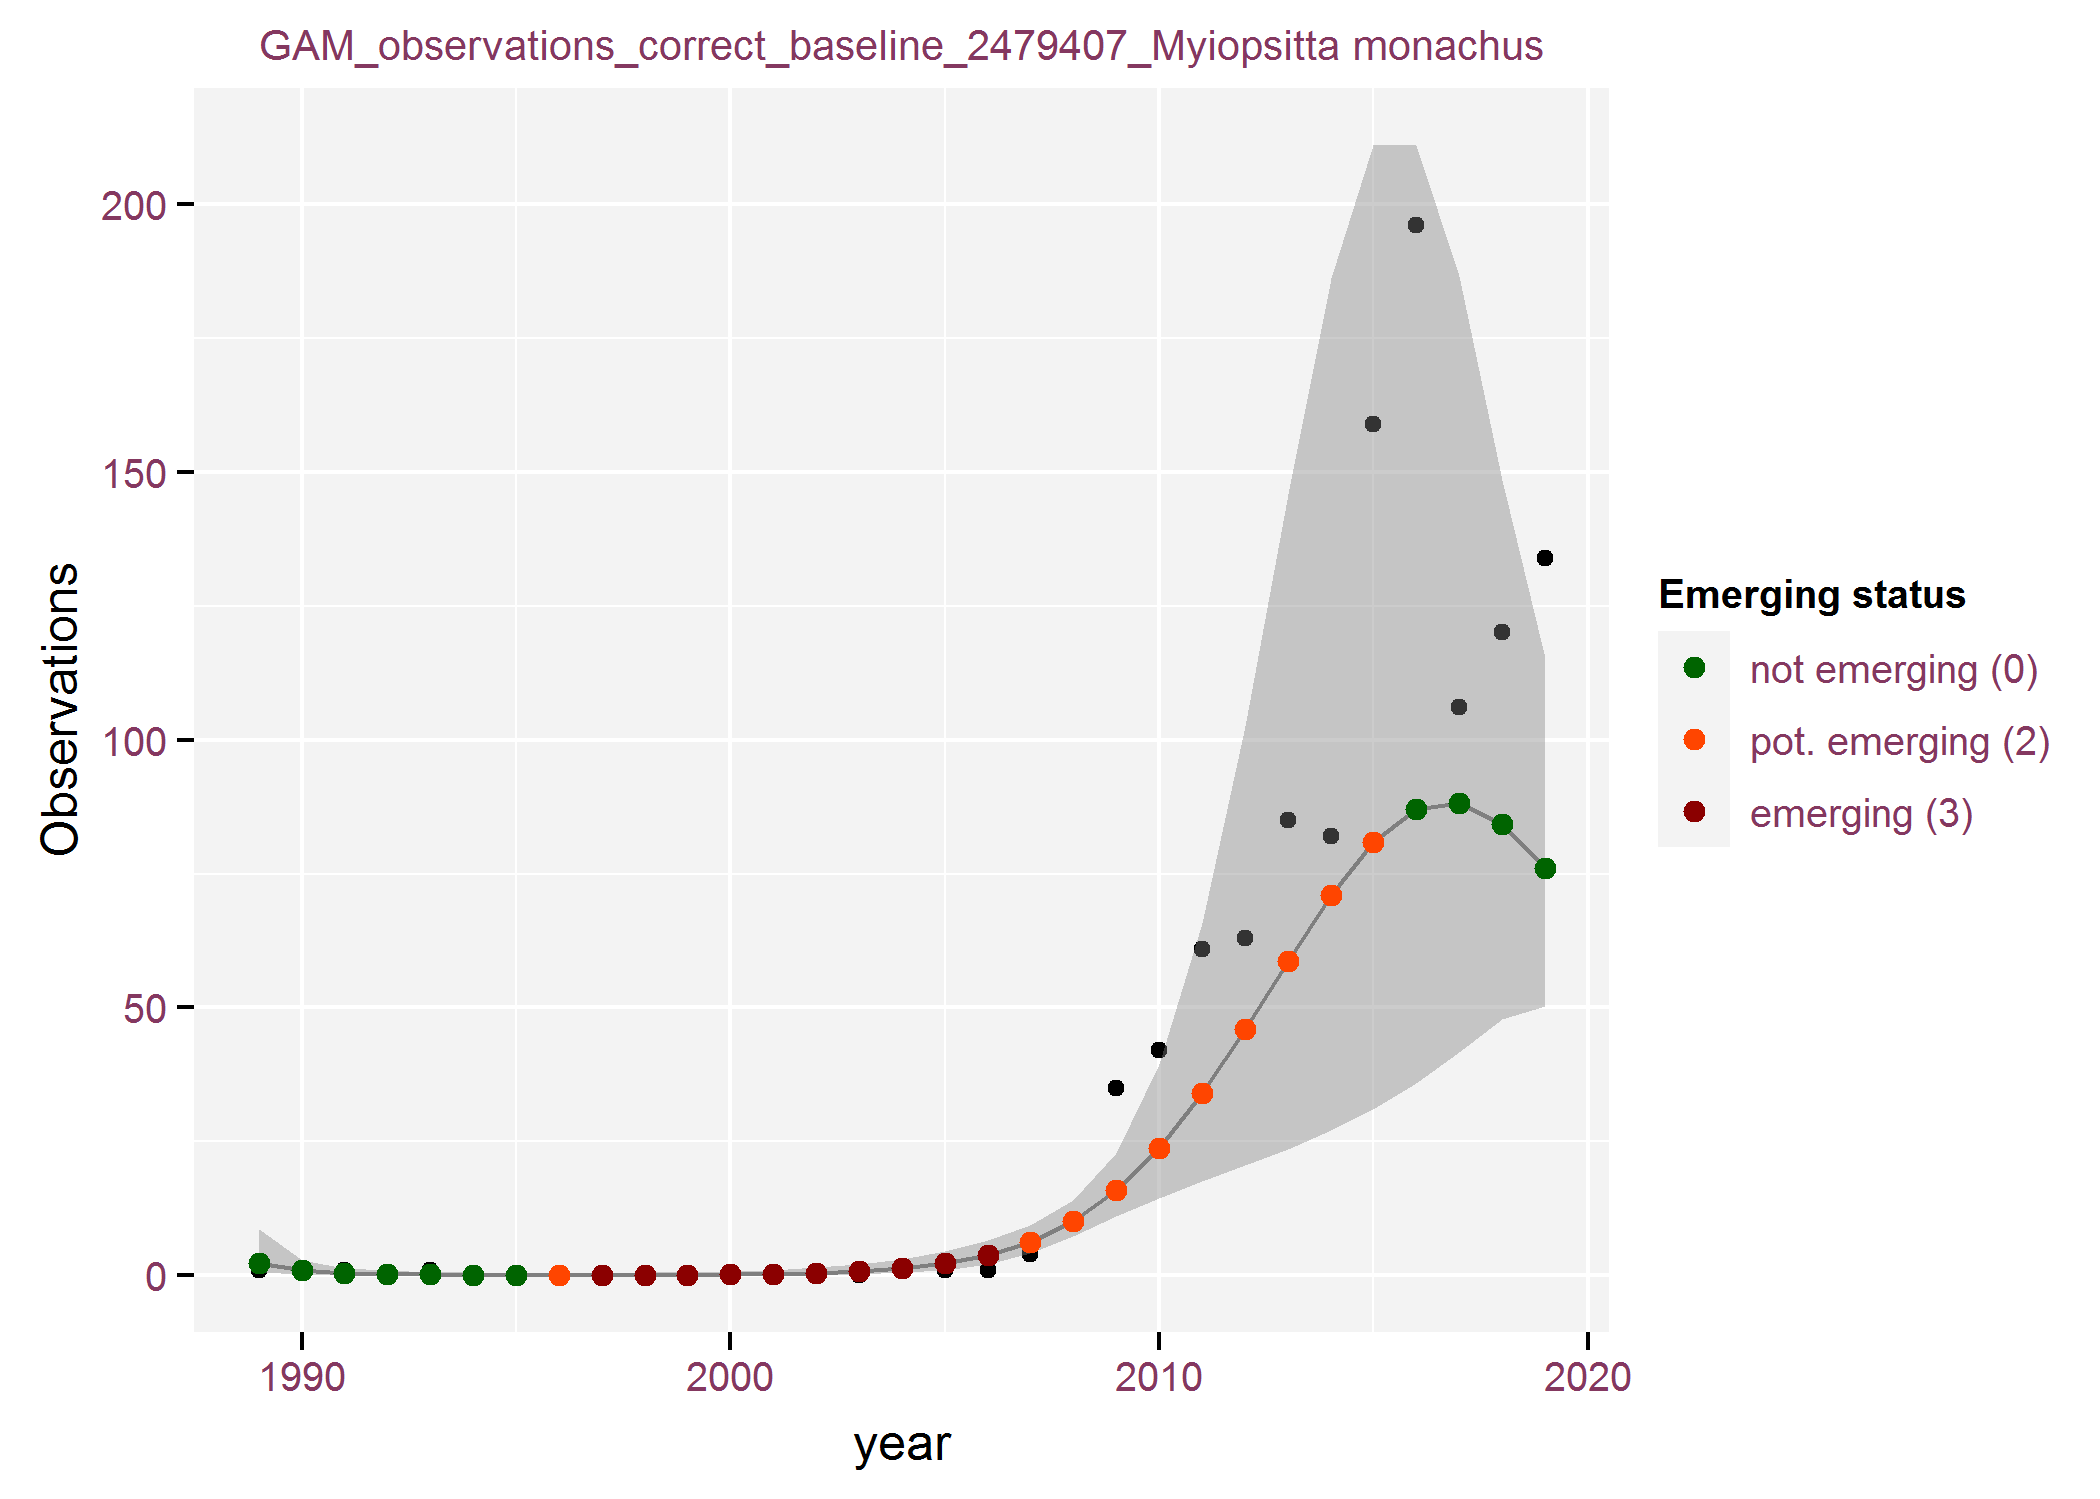 GAM_observations_correct_baseline_2479407_Myiopsitta monachus
200
150
100
50
0
Observations
1990
2000
2010
2020
year
Emerging status
not emerging (0)
pot. emerging (2)
emerging (3)